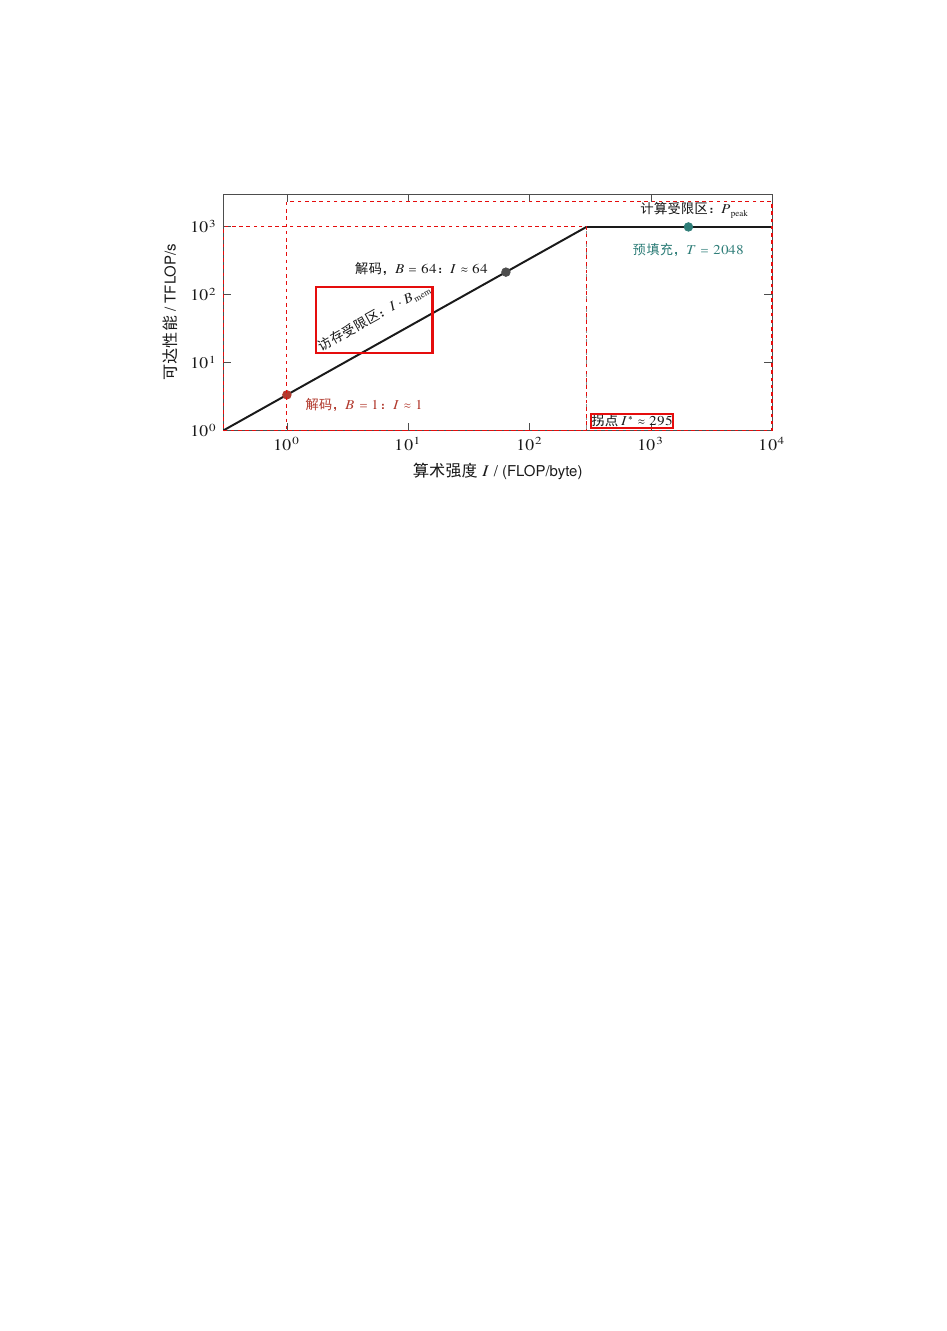 计算受限区：P_peak
10³
预填充，T = 2048
解码，B = 64：I ≈ 64
10²
访存受限区：I · B_mem
10¹
解码，B = 1：I ≈ 1
拐点 I* ≈ 295
10⁰
10⁰ 10¹ 10² 10³ 10⁴
可达性能 / TFLOP/s
算术强度 I / (FLOP/byte)